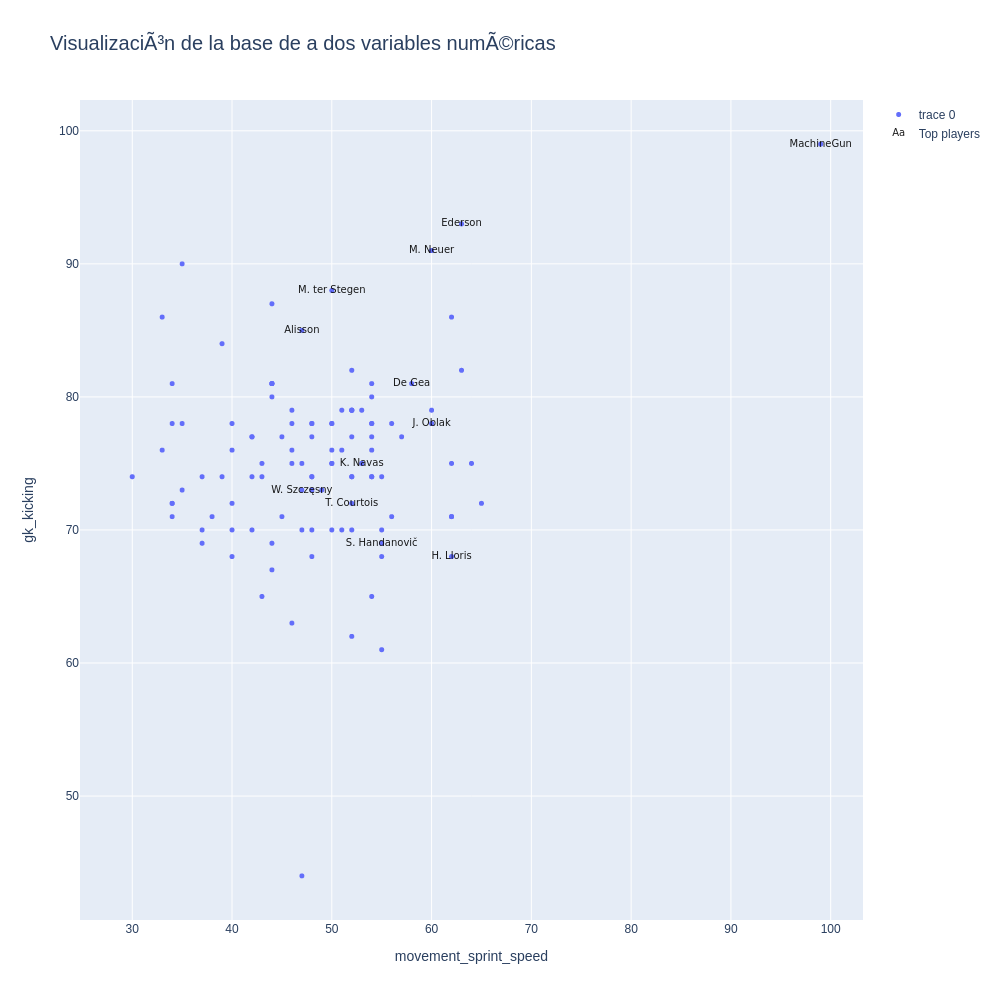 VisualizaciÃ³n de la base de a dos variables numÃ©ricas
trace 0
Aa Top players
100
90
80
70
60
50
gk_kicking
MachineGun
Ederson
M. Neuer
M. ter Stegen
Alisson
De Gea
J. Oblak
K. Navas
W. Szczęsny
T. Courtois
S. Handanovič
H. Lloris
30 40 50 60 70 80 90 100
movement_sprint_speed